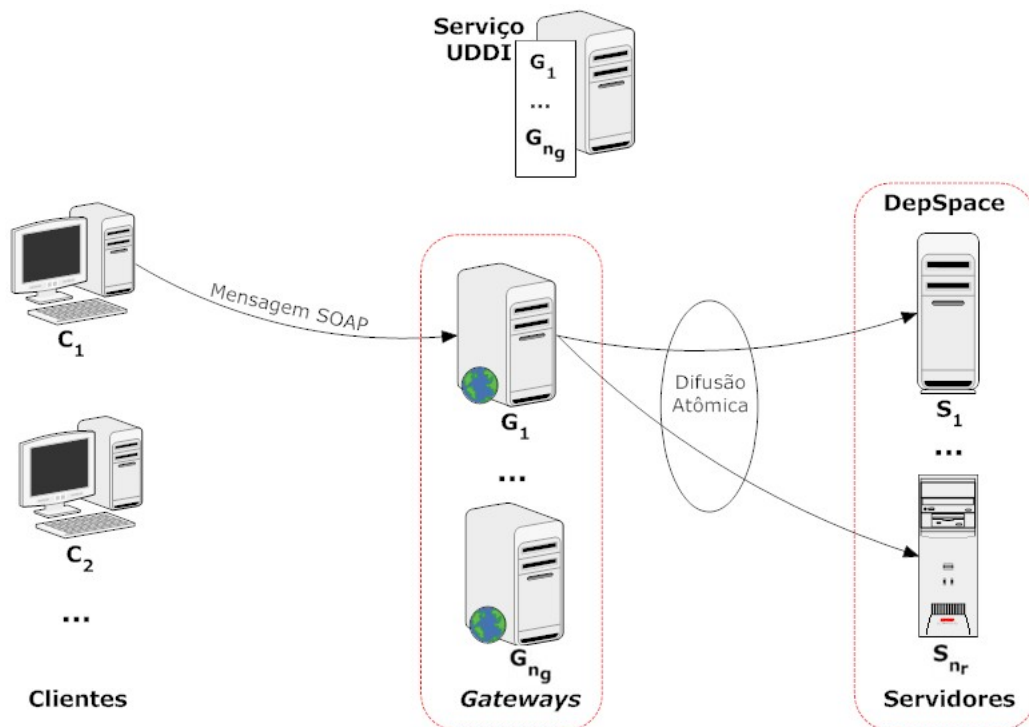 Serviço
UDDI
G1
...
Gng
DepSpace
Mensagem SOAP
C1
G1
Difusão
Atômica
S1
...
...
C2
...
Gng
Snr
Clientes
Gateways
Servidores